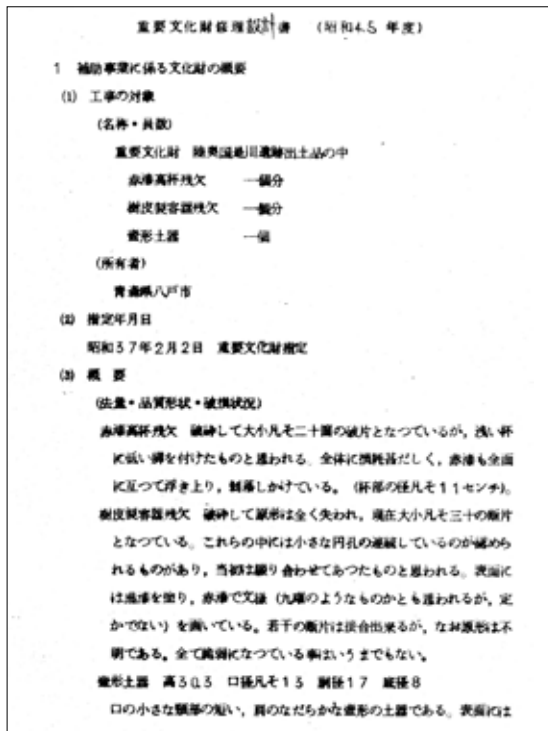 重要文化財修理設計書 (昭和45年度)
1 補助事業に係る文化財の概要
(1) 工事の対象
(名称・員数)
重要文化財 陸奥国是川遺跡出土品の中
赤漆高杯残欠 一個分
樹皮製容器残欠 一個分
壷形土器 一個
(所有者)
青森県八戸市
(2) 指定年月日
昭和37年2月2日 重要文化財指定
(3) 概要
(法量・品質形状・破損状況)
赤漆高杯残欠 破砕して大小凡そ二十箇の破片となつているが,浅い杯
に低い脚を付けたものと思われる。全体に損耗甚だしく,赤漆も全面
に亙つて浮き上り,剝落しかけている。(杯部の径凡そ11センチ)。
樹皮製容器残欠 破砕して原形は全く失われ,現在大小凡そ三十の断片
となつている。これらの中には小さな円孔の連続しているのが認めら
れるものがあり,当初は綴り合わせてあつたものと思われる。表面に
は黒漆を塗り,赤漆で文様(九曜のようなものかとも思われるが,定
かでない)を画いている。若干の断片は接合出来るが,なお原形は不
明である。全て脆弱になつている事はいうまでもない。
壷形土器 高30.3 口径凡そ13 胴径17 底径8
口の小さな頸部の短い,肩のなだらかな壷形の土器である。表面には